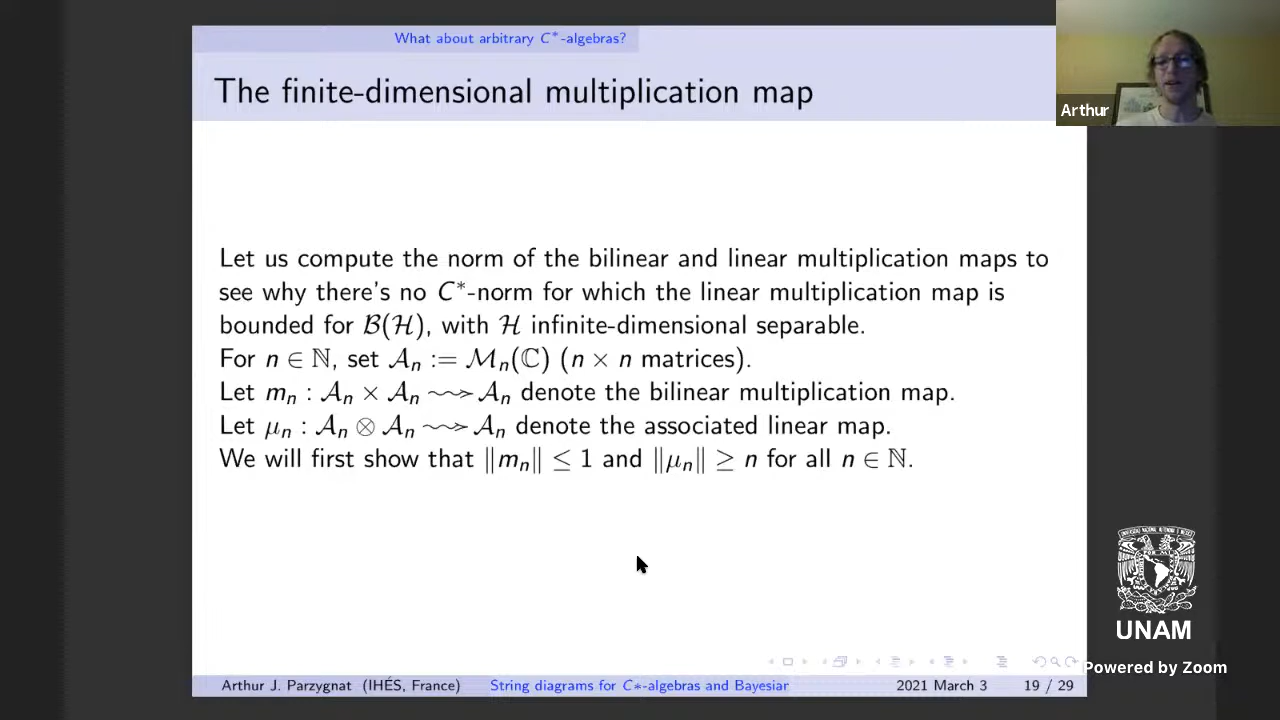 What about arbitrary C*-algebras?
The finite-dimensional multiplication map
Arthur
Let us compute the norm of the bilinear and linear multiplication maps to
see why there's no C*-norm for which the linear multiplication map is
bounded for ℬ(ℋ), with ℋ infinite-dimensional separable.
For n ∈ ℕ, set 𝒜ₙ := ℳₙ(ℂ) (n × n matrices).
Let mₙ : 𝒜ₙ × 𝒜ₙ ⇝ 𝒜ₙ denote the bilinear multiplication map.
Let μₙ : 𝒜ₙ ⊗ 𝒜ₙ ⇝ 𝒜ₙ denote the associated linear map.
We will first show that ‖mₙ‖ ≤ 1 and ‖μₙ‖ ≥ n for all n ∈ ℕ.
UNAM
Powered by Zoom
Arthur J. Parzygnat (IHÉS, France) String diagrams for C*-algebras and Bayesiar 2021 March 3 19 / 29